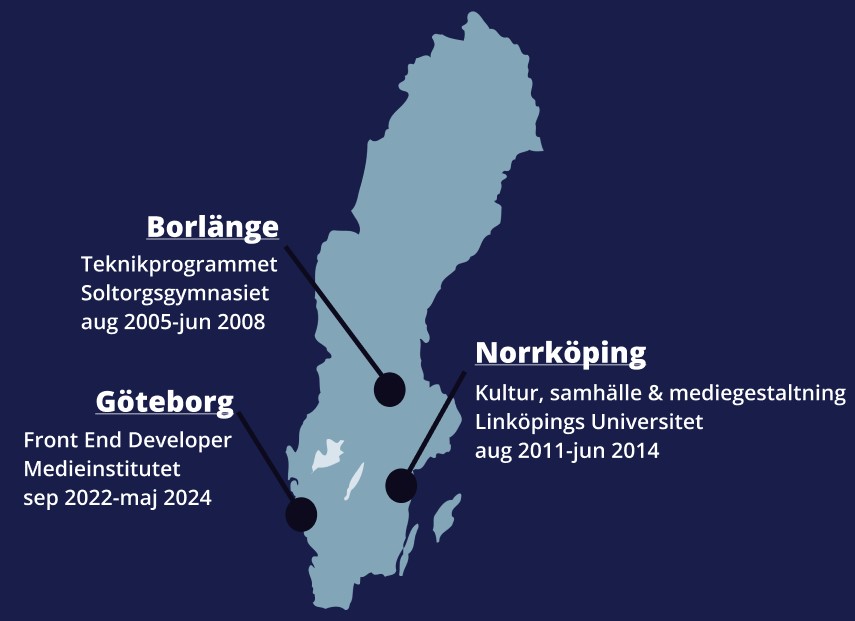 Borlänge
Teknikprogrammet
Soltorgsgymnasiet
aug 2005-jun 2008
Norrköping
Kultur, samhälle & mediegestaltning
Linköpings Universitet
aug 2011-jun 2014
Göteborg
Front End Developer
Medieinstitutet
sep 2022-maj 2024